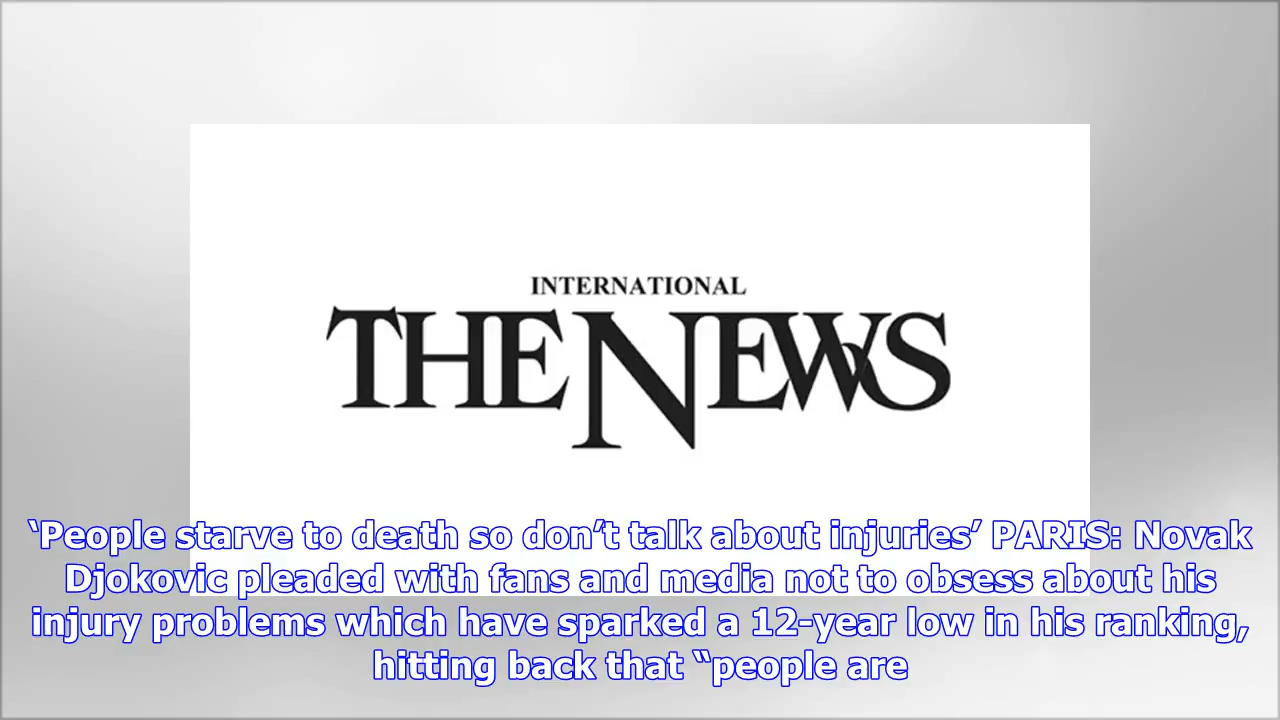 INTERNATIONAL
THE NEWS
‘People starve to death so don’t talk about injuries’ PARIS: Novak
Djokovic pleaded with fans and media not to obsess about his
injury problems which have sparked a 12-year low in his ranking,
hitting back that “people are